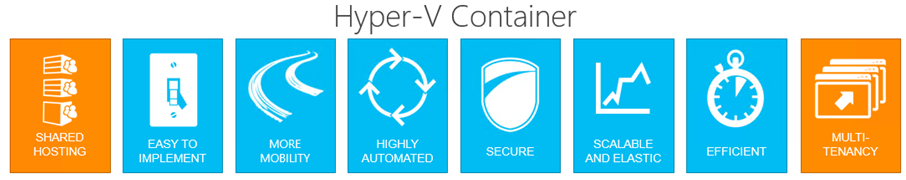 Hyper-V Container
SHARED
HOSTING
EASY TO
IMPLEMENT
MORE
MOBILITY
HIGHLY
AUTOMATED
SECURE
SCALABLE
AND ELASTIC
EFFICIENT
MULTI-
TENANCY